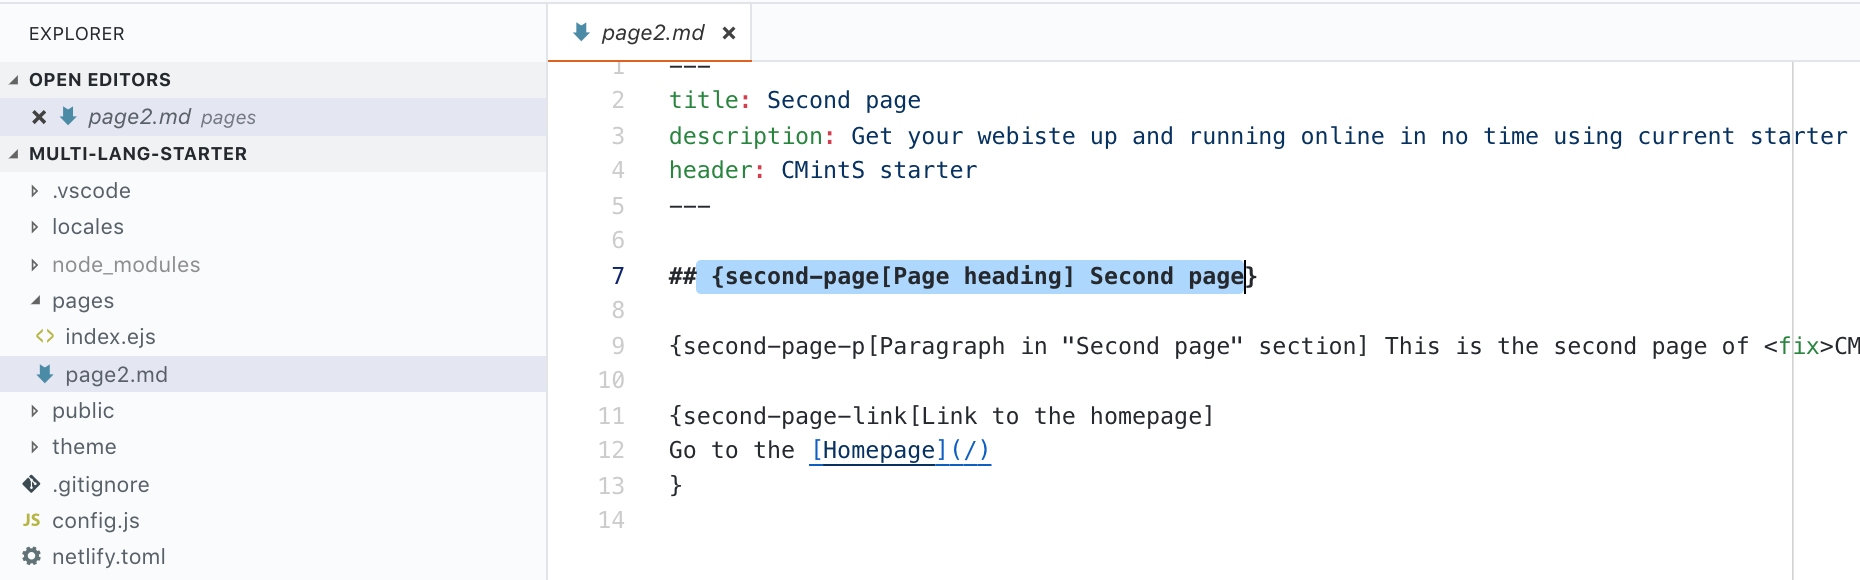 EXPLORER
OPEN EDITORS
page2.md pages
MULTI-LANG-STARTER
.vscode
locales
node_modules
pages
index.ejs
page2.md
public
theme
.gitignore
JS config.js
netlify.toml
page2.md
1 ---
2 title: Second page
3 description: Get your webiste up and running online in no time using current starter
4 header: CMintS starter
5 ---
6
7 ## {second-page[Page heading] Second page}
8
9 {second-page-p[Paragraph in "Second page" section] This is the second page of <fix>CM
10
11 {second-page-link[Link to the homepage]
12 Go to the [Homepage](/)
13 }
14